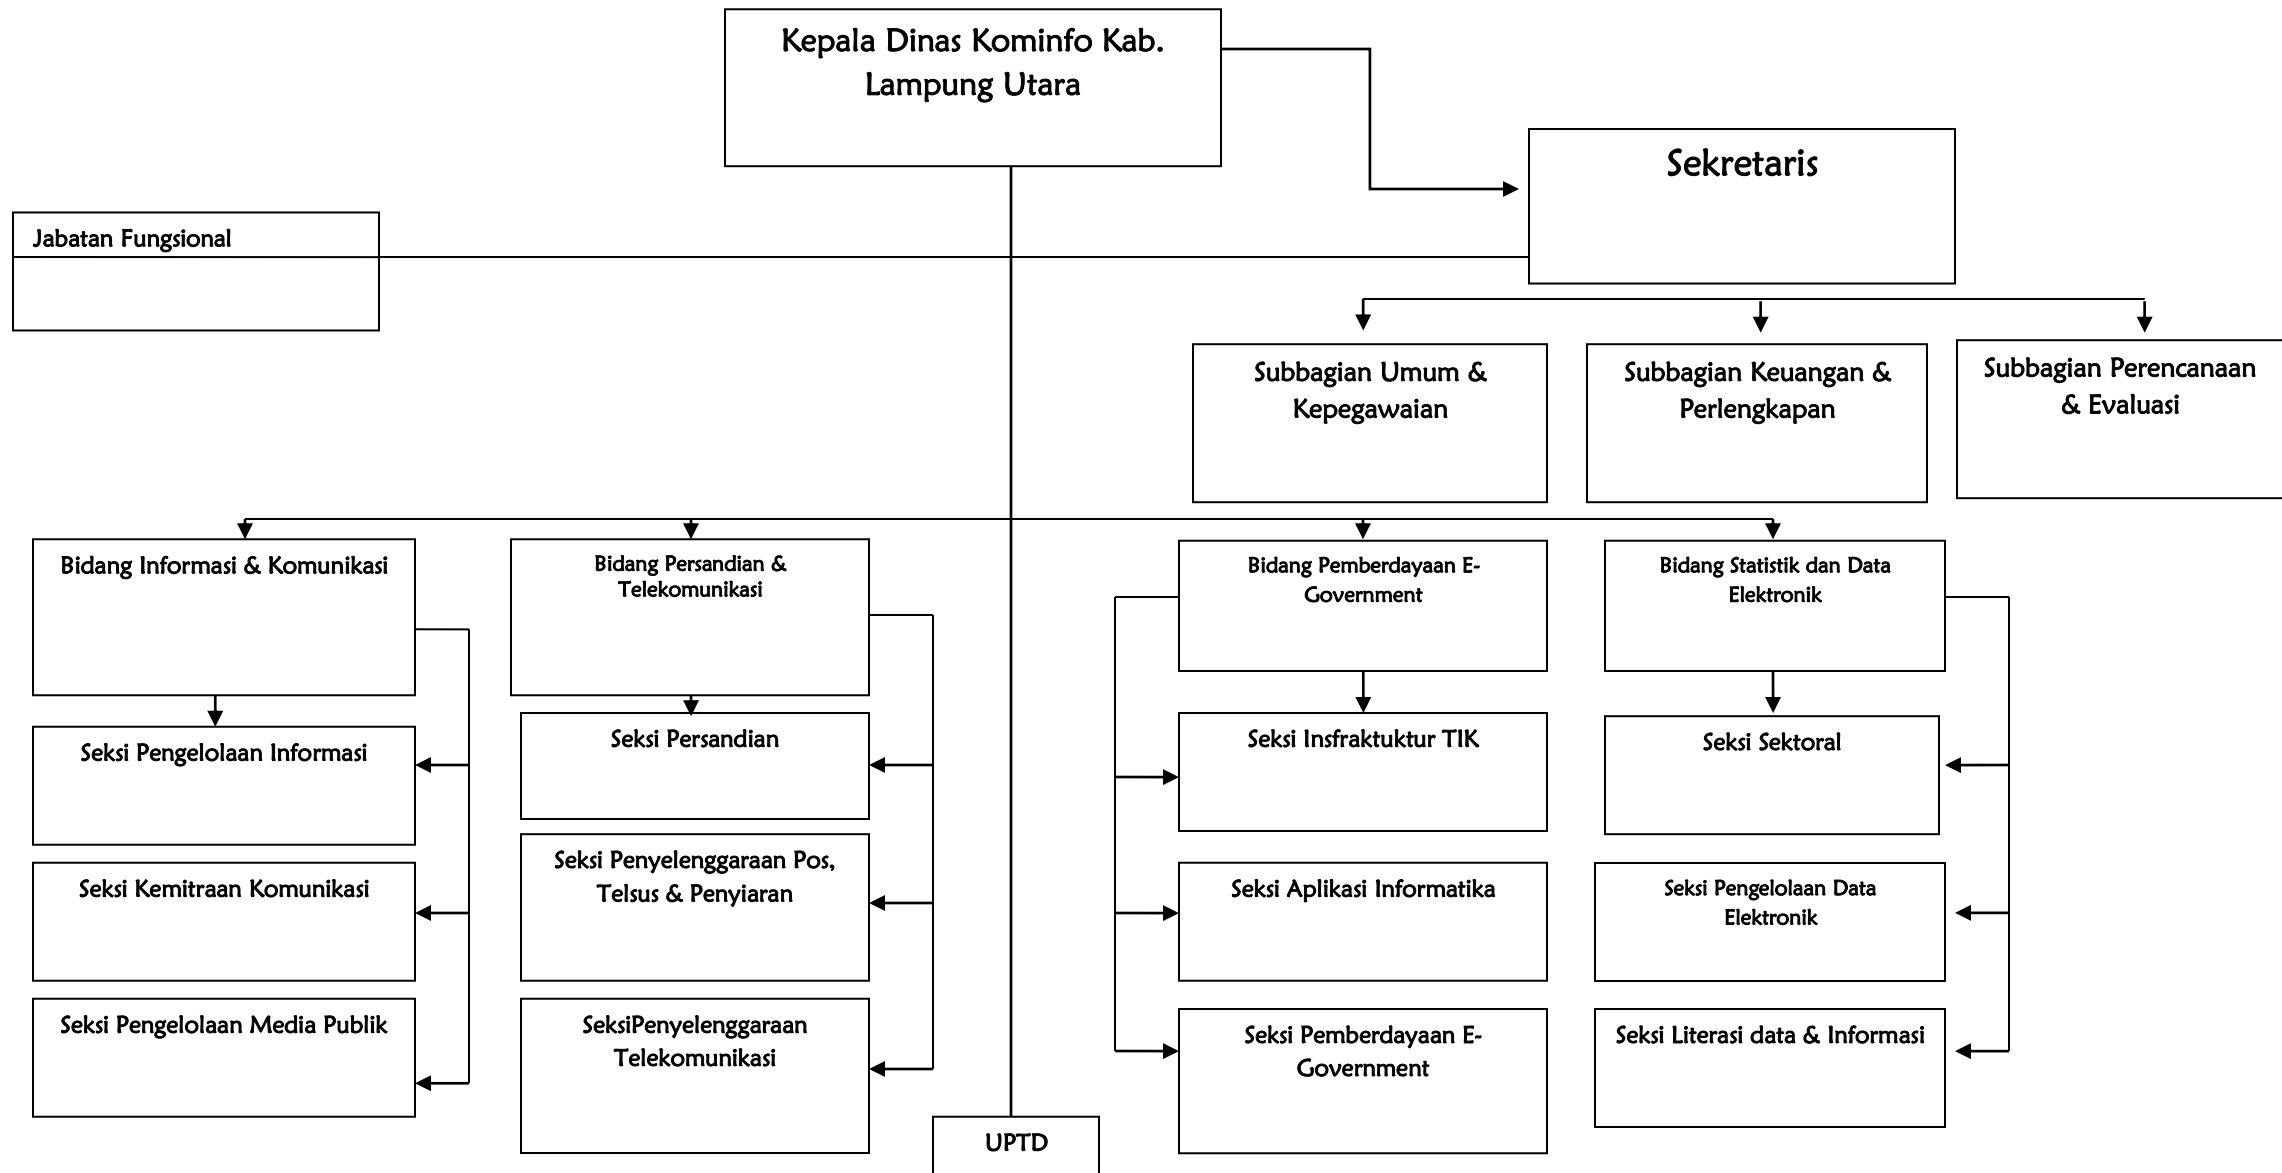 Kepala Dinas Kominfo Kab.
Lampung Utara
Sekretaris
Jabatan Fungsional
Subbagian Umum &
Kepegawaian
Subbagian Keuangan &
Perlengkapan
Subbagian Perencanaan
& Evaluasi
Bidang Informasi & Komunikasi
Bidang Persandian &
Telekomunikasi
Bidang Pemberdayaan E-
Government
Bidang Statistik dan Data
Elektronik
Seksi Pengelolaan Informasi
Seksi Persandian
Seksi Insfraktuktur TIK
Seksi Sektoral
Seksi Kemitraan Komunikasi
Seksi Penyelenggaraan Pos,
Telsus & Penyiaran
Seksi Aplikasi Informatika
Seksi Pengelolaan Data
Elektronik
Seksi Pengelolaan Media Publik
SeksiPenyelenggaraan
Telekomunikasi
Seksi Pemberdayaan E-
Government
Seksi Literasi data & Informasi
UPTD